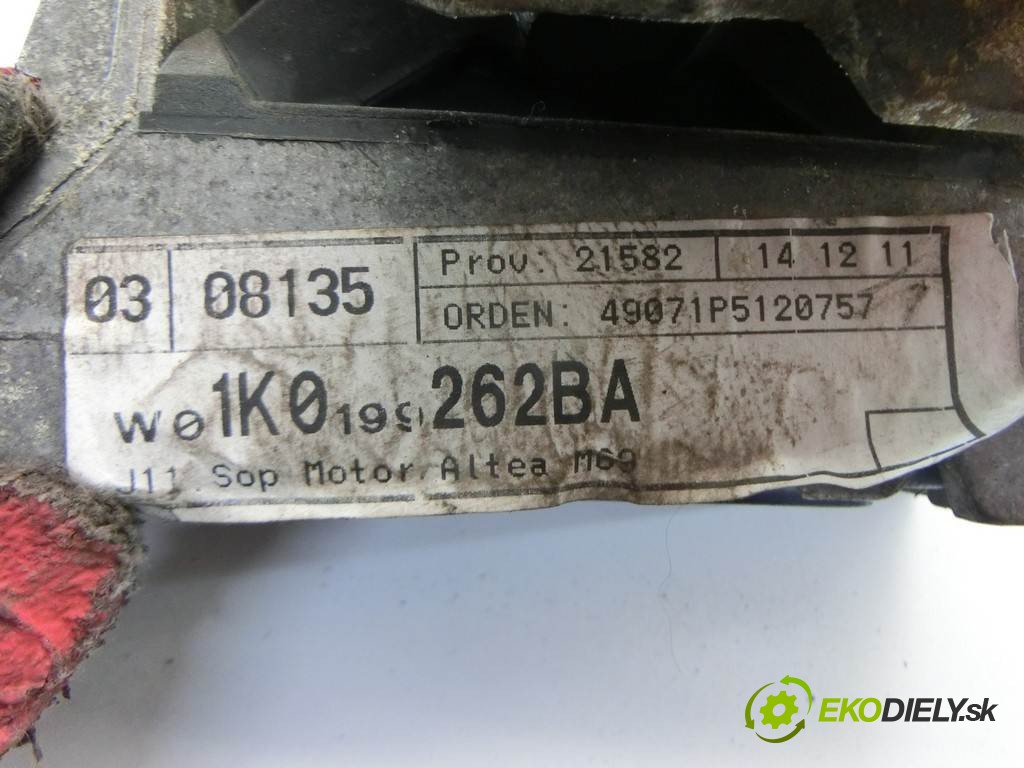 03 08135 Prov: 21582 14 12 11
ORDEN: 49071P5120757
W01K0199262BA
J11 Sop Motor Altea M69
EKODIELY.sk